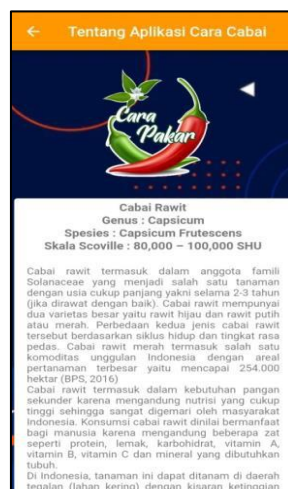 Tentang Aplikasi Cara Cabai
Cara
Pakar
Cabai Rawit
Genus : Capsicum
Spesies : Capsicum Frutescens
Skala Scoville : 80,000 – 100,000 SHU
Cabai rawit termasuk dalam anggota famili
Solanaceae yang menjadi salah satu tanaman
dengan usia cukup panjang yakni selama 2-3 tahun
(jika dirawat dengan baik). Cabai rawit mempunyai
dua varietas besar yaitu rawit hijau dan rawit putih
atau merah. Perbedaan kedua jenis cabai rawit
tersebut berdasarkan siklus hidup dan tingkat rasa
pedas. Cabai rawit merah termasuk salah satu
komoditas unggulan Indonesia dengan areal
pertanaman terbesar yaitu mencapai 254.000
hektar (BPS, 2016)
Cabai rawit termasuk dalam kebutuhan pangan
sekunder karena mengandung nutrisi yang cukup
tinggi sehingga sangat digemari oleh masyarakat
Indonesia. Konsumsi cabai rawit dinilai bermanfaat
bagi manusia karena mengandung beberapa zat
seperti protein, lemak, karbohidrat, vitamin A,
vitamin B, vitamin C dan mineral yang dibutuhkan
tubuh.
Di Indonesia, tanaman ini dapat ditanam di daerah
tegalan (lahan kering) dengan kisaran ketinggian